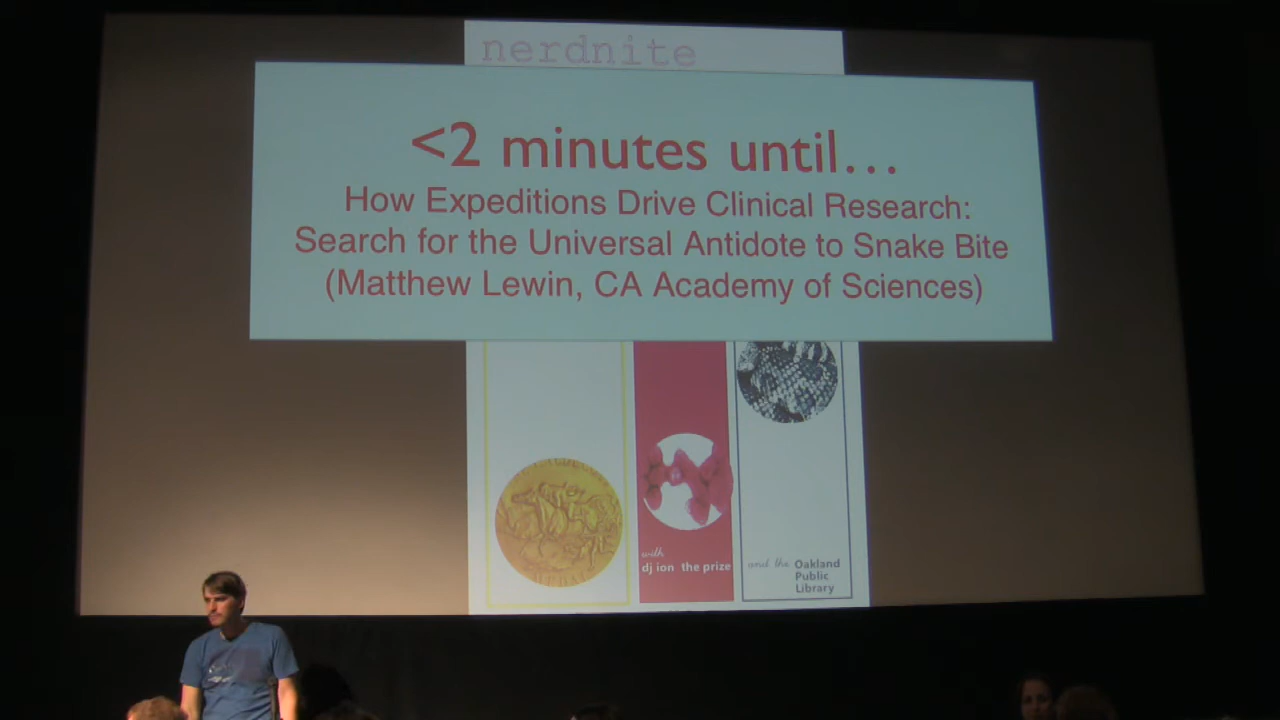 nerdnite
<2 minutes until...
How Expeditions Drive Clinical Research:
Search for the Universal Antidote to Snake Bite
(Matthew Lewin, CA Academy of Sciences)
with
dj ion the prize
and the Oakland
Public
Library